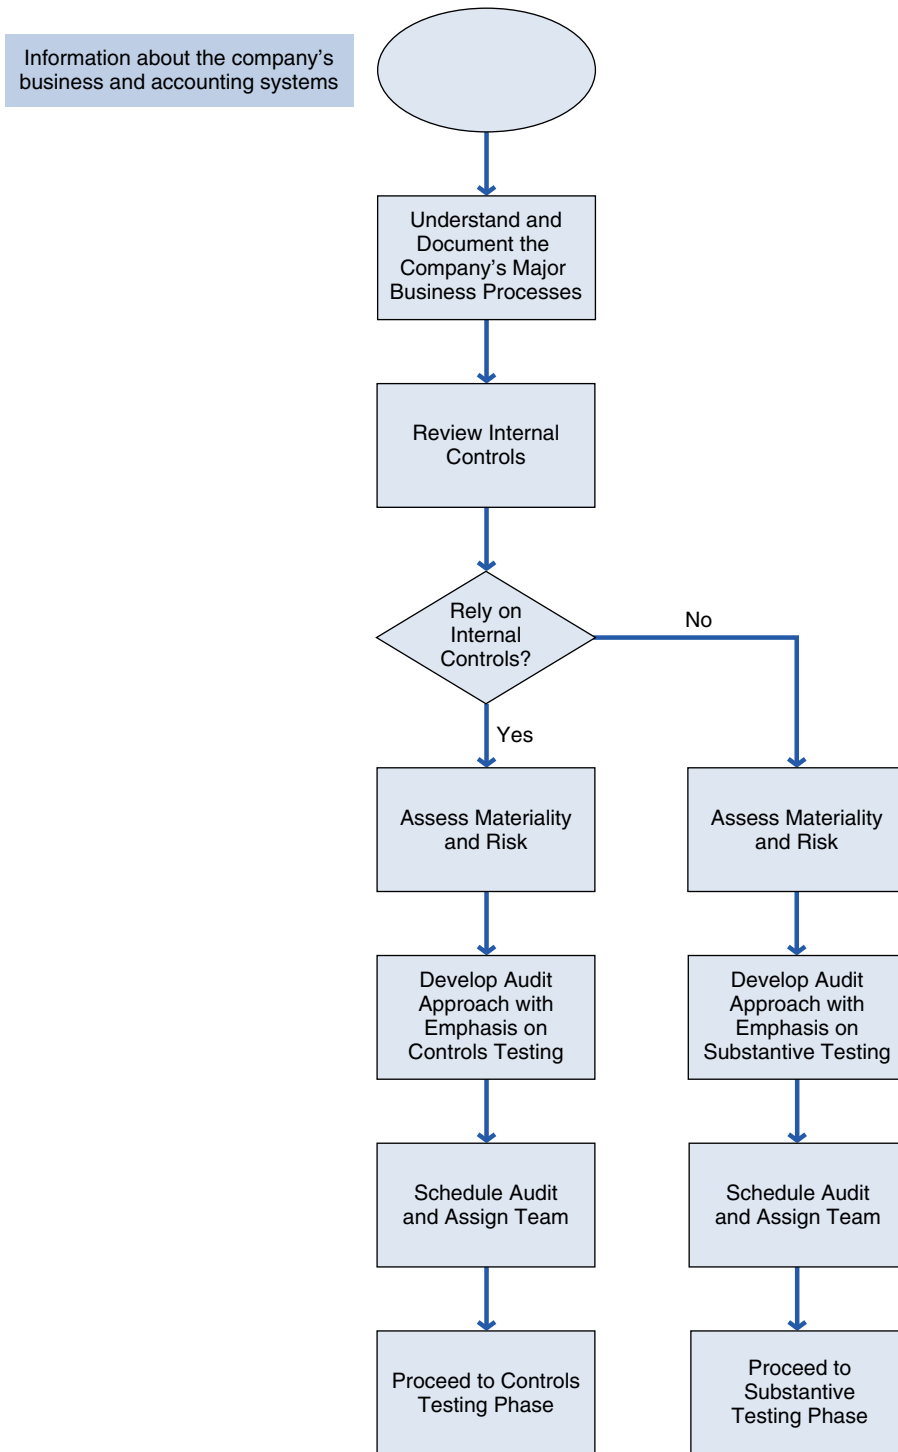 Information about the company's
business and accounting systems
Understand and
Document the
Company's Major
Business Processes
Review Internal
Controls
Rely on
Internal
Controls?
No
Yes
Assess Materiality
and Risk
Assess Materiality
and Risk
Develop Audit
Approach with
Emphasis on
Controls Testing
Develop Audit
Approach with
Emphasis on
Substantive Testing
Schedule Audit
and Assign Team
Schedule Audit
and Assign Team
Proceed to Controls
Testing Phase
Proceed to
Substantive
Testing Phase